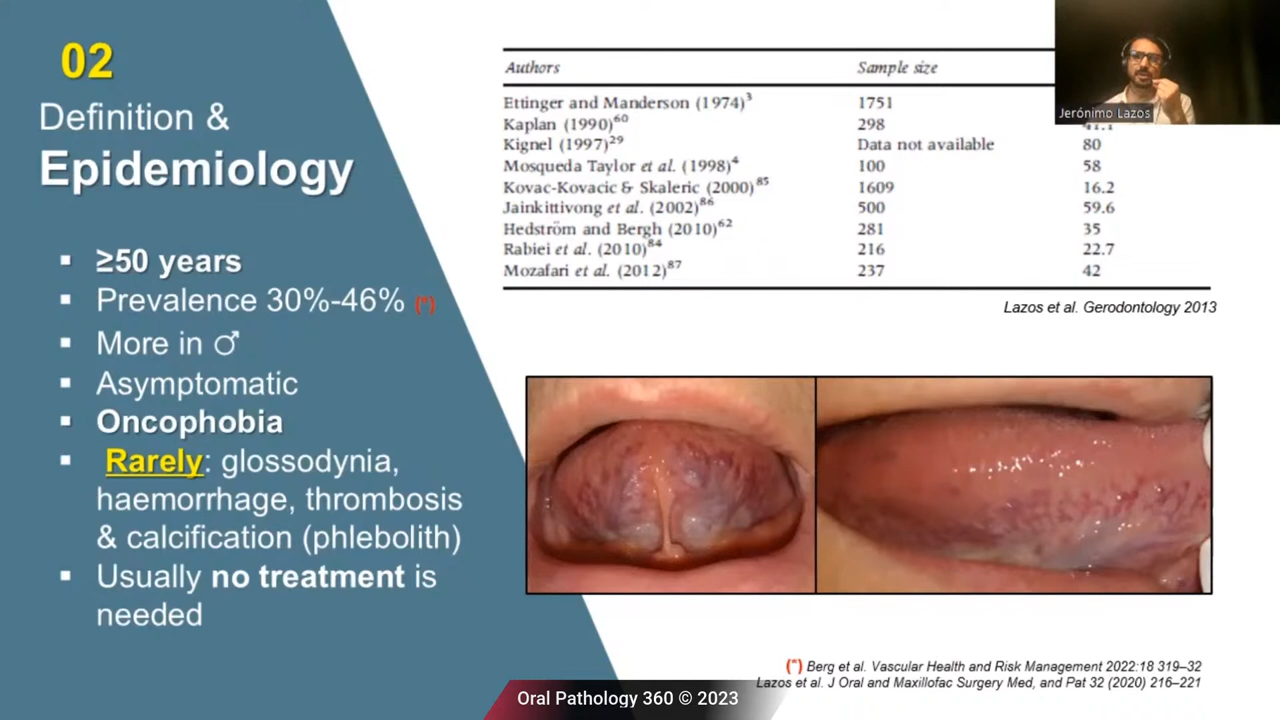 02
Definition &
Epidemiology
▪ ≥50 years
▪ Prevalence 30%-46% (*)
▪ More in ♂
▪ Asymptomatic
▪ Oncophobia
▪ Rarely: glossodynia,
haemorrhage, thrombosis
& calcification (phlebolith)
▪ Usually no treatment is
needed
Authors Sample size
Ettinger and Manderson (1974)3 1751
Kaplan (1990)60 298
Kignel (1997)29 Data not available 80
Mosqueda Taylor et al. (1998)4 100 58
Kovac-Kovacic & Skaleric (2000)85 1609 16.2
Jainkittivong et al. (2002)86 500 59.6
Hedström and Bergh (2010)62 281 35
Rabiei et al. (2010)84 216 22.7
Mozafari et al. (2012)87 237 42
Lazos et al. Gerodontology 2013
Jerónimo Lazos
(*) Berg et al. Vascular Health and Risk Management 2022:18 319–32
Lazos et al. J Oral and Maxillofac Surgery Med, and Pat 32 (2020) 216–221
Oral Pathology 360 © 2023